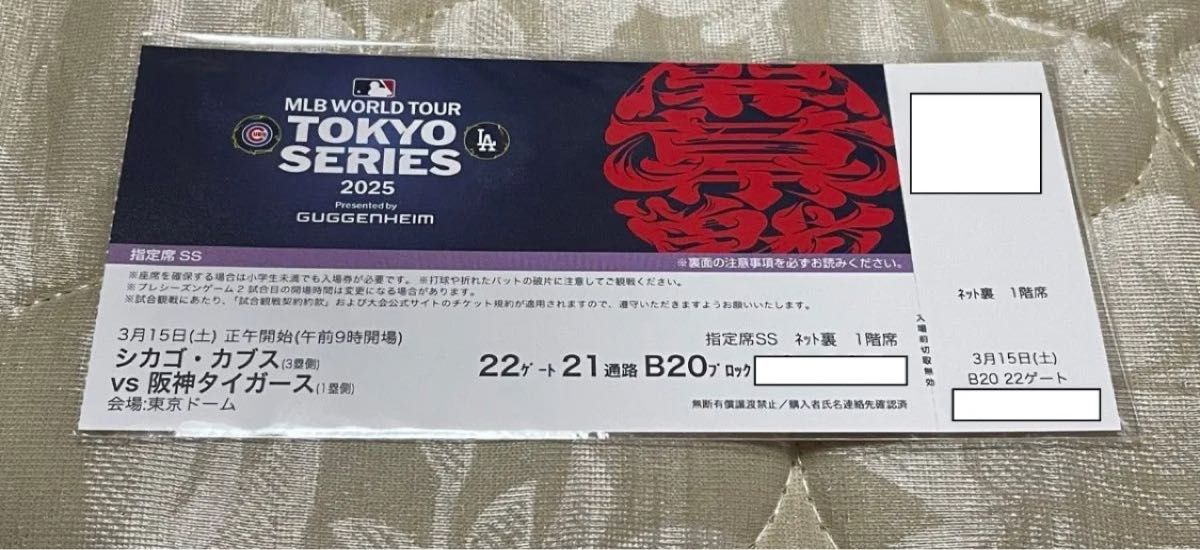 MLB WORLD TOUR
TOKYO
SERIES
2025
Presented by
GUGGENHEIM
CUBS
LA
指定席 SS
※裏面の注意事項を必ずお読みください。
※座席を確保する場合は小学生未満でも入場券が必要です。 ※打球や折れたバットの破片に注意してご観戦ください。
※プレシーズンゲーム2試合目の開場時間は変更になる場合があります。
※試合観戦にあたり、「試合観戦契約約款」および大会公式サイトのチケット規約が適用されますので、遵守いただきますようお願いいたします。
3月15日(土) 正午開始(午前9時開場)
シカゴ・カブス(3塁側)
vs 阪神タイガース(1塁側)
会場:東京ドーム
指定席SS ネット裏 1階席
22ゲート 21通路 B20ブロック
無断有償譲渡禁止/購入者氏名連絡先確認済
入場前切取無効
ネット裏 1階席
3月15日(土)
B20 22ゲート